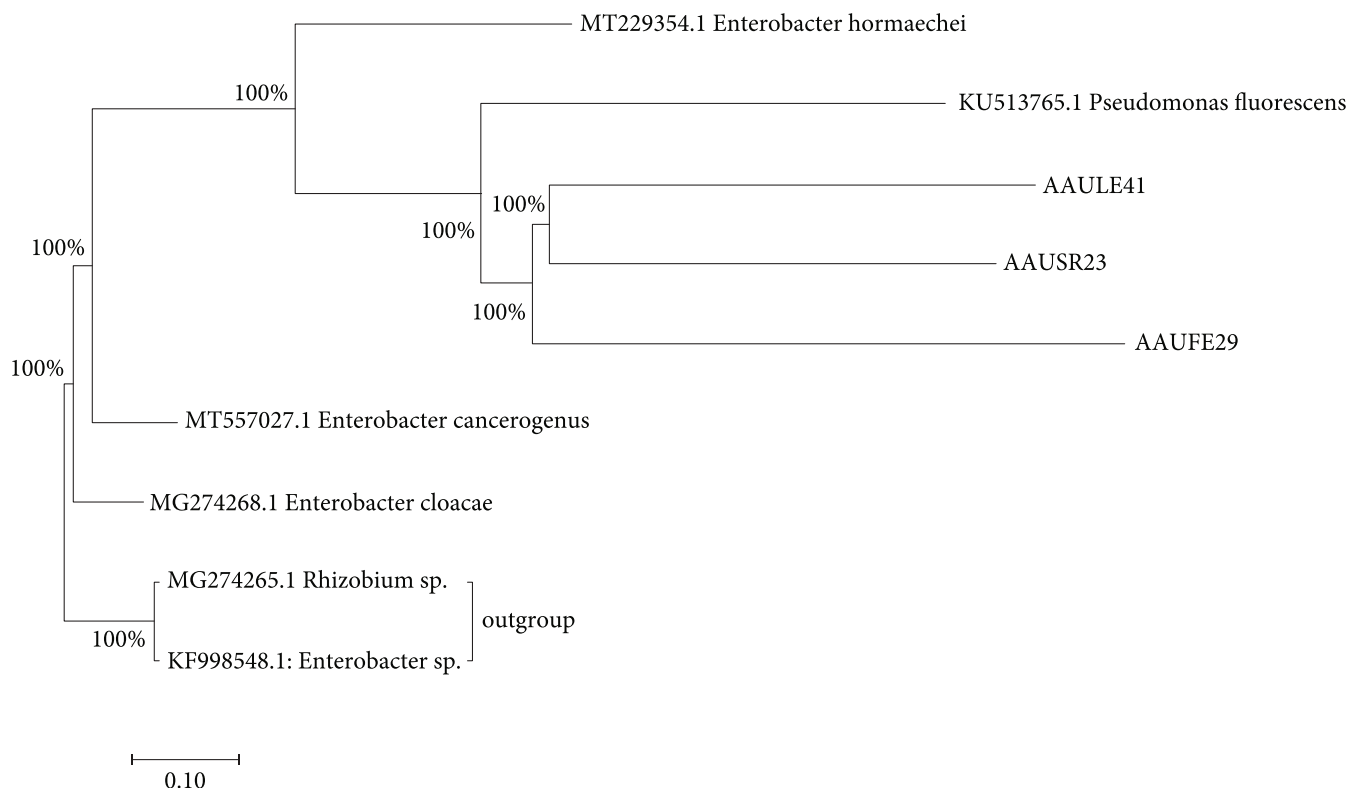 MT229354.1 Enterobacter hormaechei
100%
KU513765.1 Pseudomonas fluorescens
AAULE41
100%
100%
100%
AAUSR23
100%
AAUFE29
100%
MT557027.1 Enterobacter cancerogenus
MG274268.1 Enterobacter cloacae
MG274265.1 Rhizobium sp.
outgroup
100%
KF998548.1: Enterobacter sp.
0.10